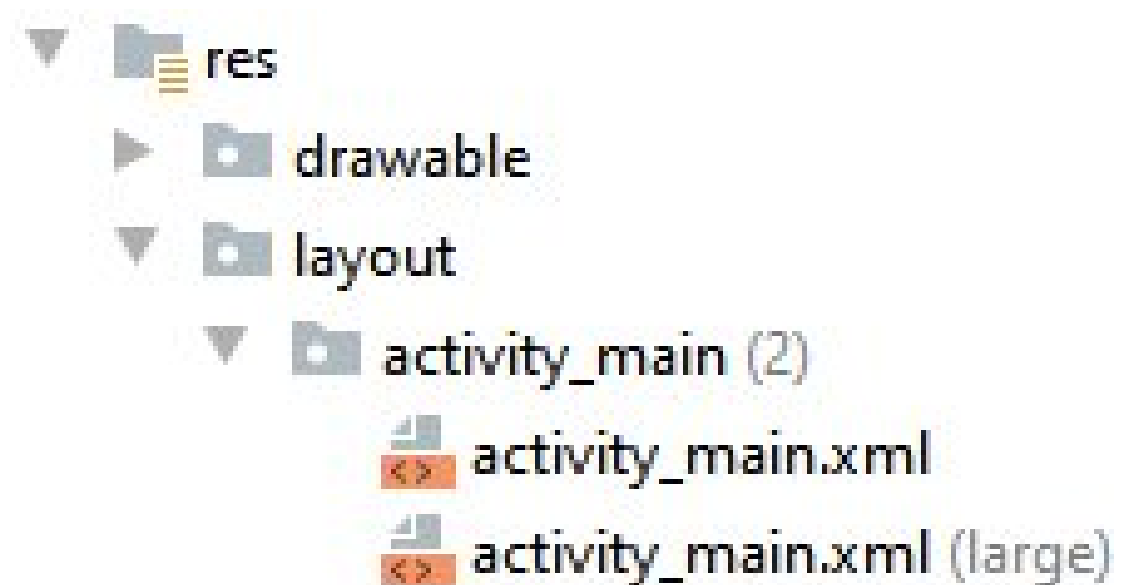 res
drawable
layout
activity_main (2)
activity_main.xml
activity_main.xml (large)